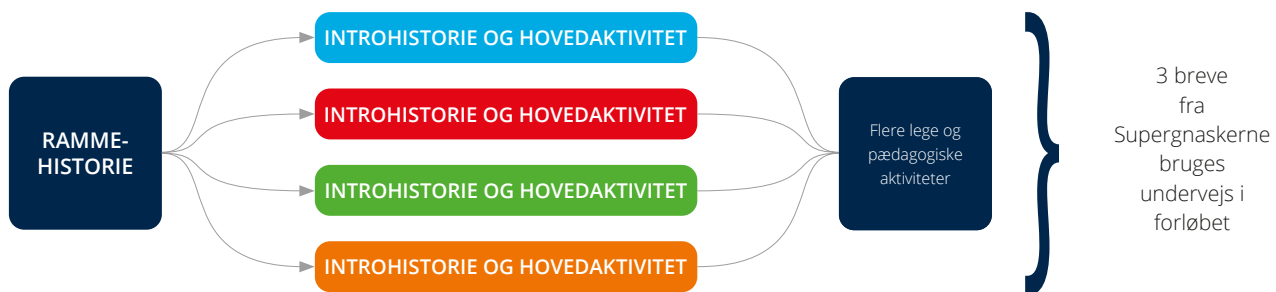 RAMME-
HISTORIE
INTROHISTORIE OG HOVEDAKTIVITET
INTROHISTORIE OG HOVEDAKTIVITET
INTROHISTORIE OG HOVEDAKTIVITET
INTROHISTORIE OG HOVEDAKTIVITET
Flere lege og
pædagogiske
aktiviteter
3 breve
fra
Supergnaskerne
bruges
undervejs i
forløbet